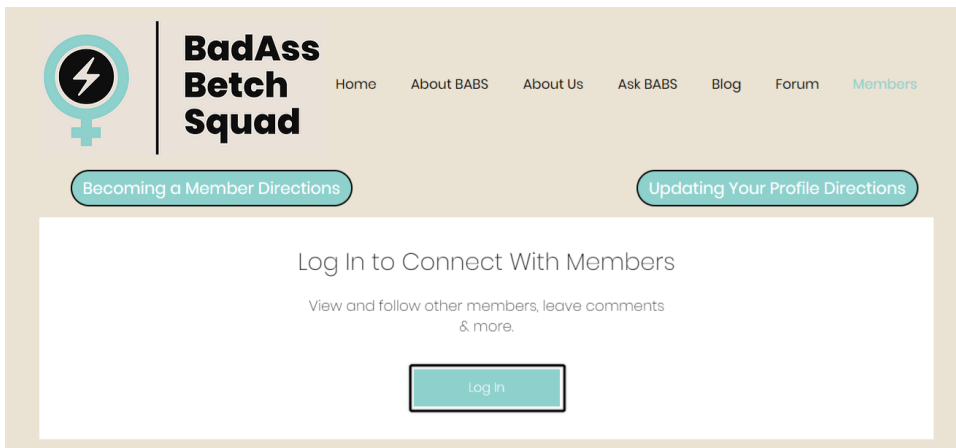 BadAss
Betch
Squad
Home About BABS About Us Ask BABS Blog Forum Members
Becoming a Member Directions Updating Your Profile Directions
Log In to Connect With Members
View and follow other members, leave comments
& more.
Log In